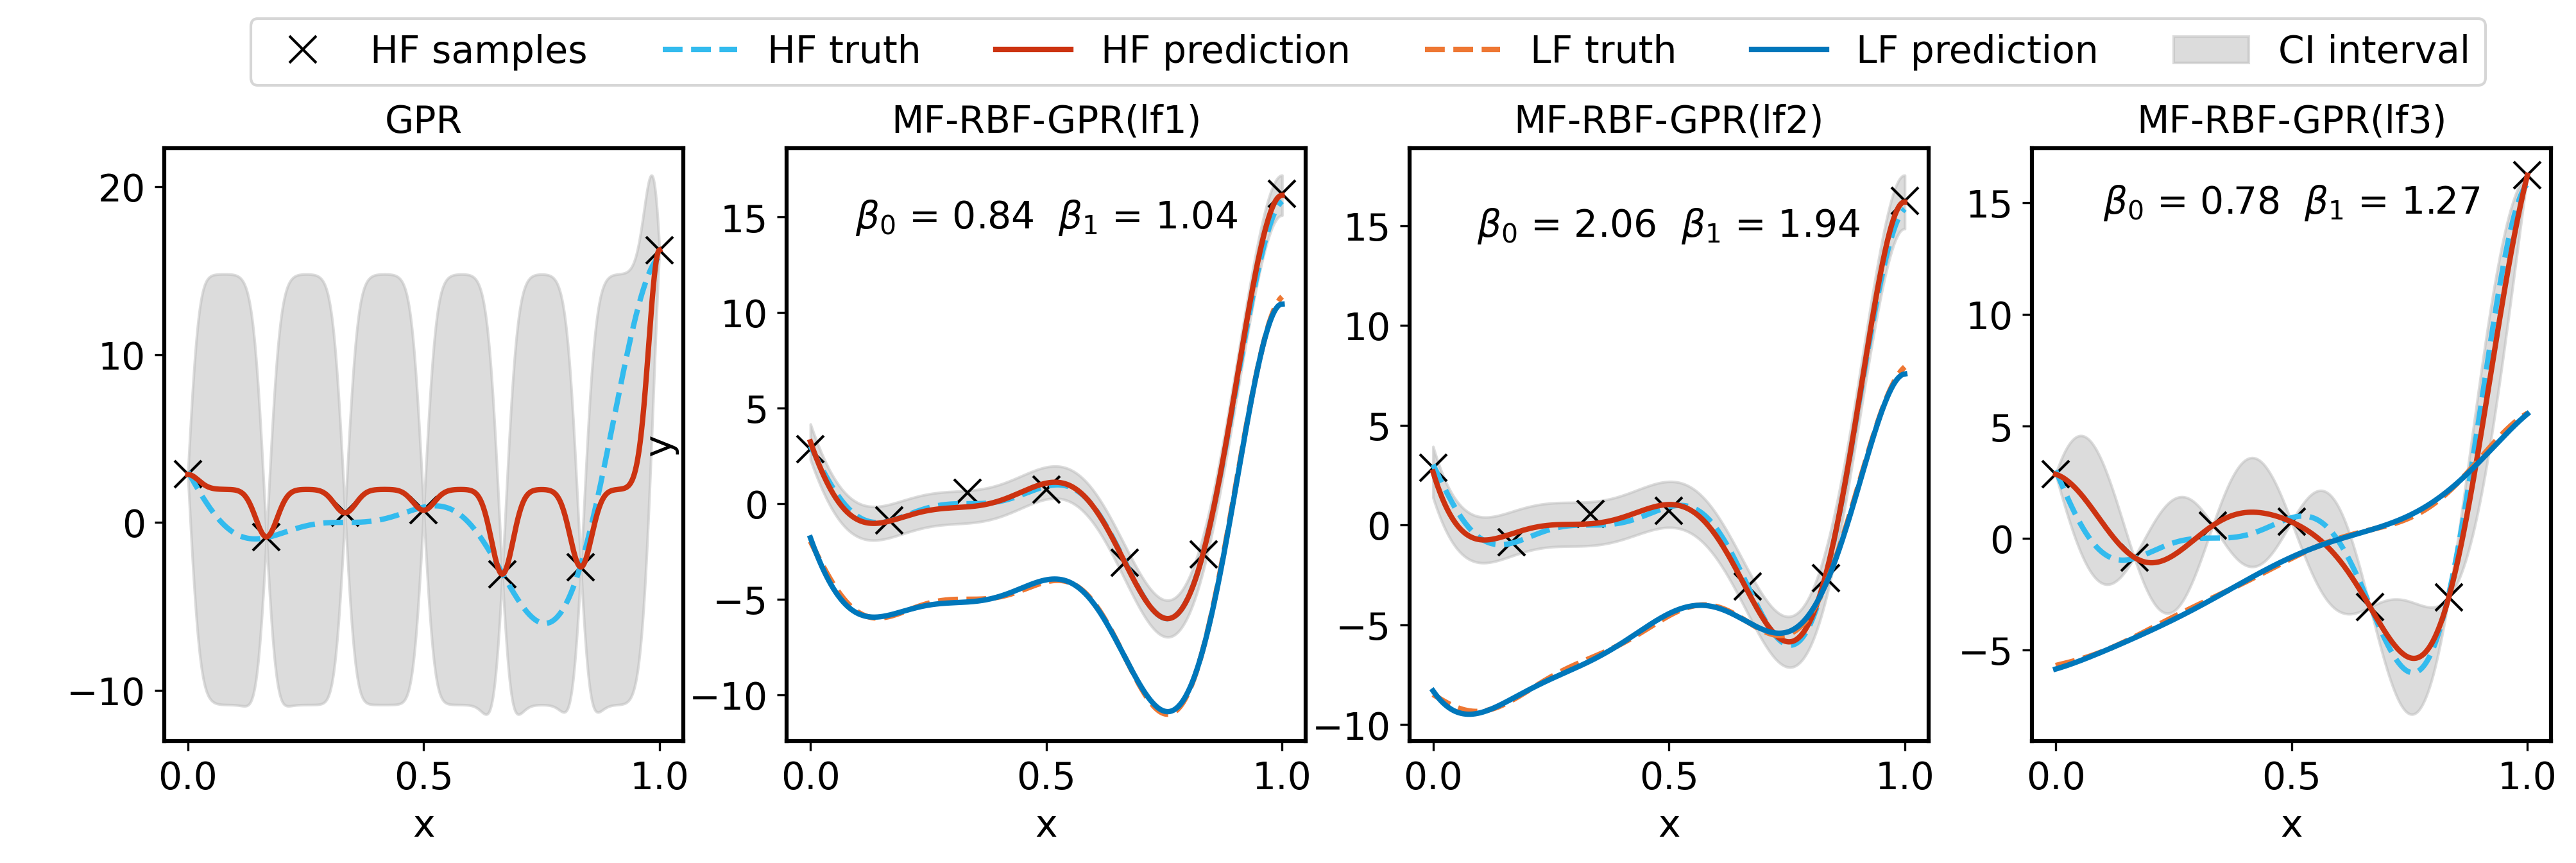 HF samples HF truth HF prediction LF truth LF prediction CI interval
GPR MF-RBF-GPR(lf1) MF-RBF-GPR(lf2) MF-RBF-GPR(lf3)
β₀ = 0.84 β₁ = 1.04
β₀ = 2.06 β₁ = 1.94
β₀ = 0.78 β₁ = 1.27
20
10
0
−10
y
15
10
5
0
−5
−10
15
10
5
0
−5
−10
15
10
5
0
−5
0.0 0.5 1.0 0.0 0.5 1.0 0.0 0.5 1.0 0.0 0.5 1.0
x x x x